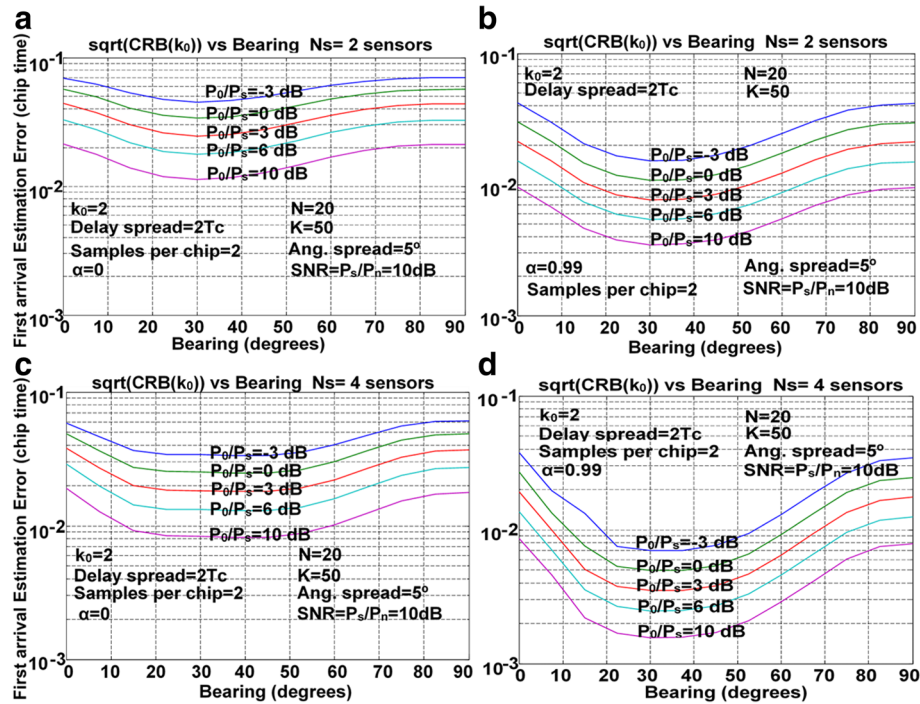 a
sqrt(CRB(k₀)) vs Bearing Ns= 2 sensors
First arrival Estimation Error (chip time)
10⁻¹
10⁻²
10⁻³
P₀/Pₛ=-3 dB
P₀/Pₛ=0 dB
P₀/Pₛ=3 dB
P₀/Pₛ=6 dB
P₀/Pₛ=10 dB
k₀=2 N=20
Delay spread=2Tc K=50
Samples per chip=2 Ang. spread=5º
α=0 SNR=Pₛ/Pₙ=10dB
0 10 20 30 40 50 60 70 80 90
Bearing (degrees)
b
sqrt(CRB(k₀)) vs Bearing Ns= 2 sensors
10⁻¹
10⁻²
10⁻³
k₀=2 N=20
Delay spread=2Tc K=50
P₀/Pₛ=-3 dB
P₀/Pₛ=0 dB
P₀/Pₛ=3 dB
P₀/Pₛ=6 dB
P₀/Pₛ=10 dB
α=0.99 Ang. spread=5º
Samples per chip=2 SNR=Pₛ/Pₙ=10dB
0 10 20 30 40 50 60 70 80 90
Bearing (degrees)
c
sqrt(CRB(k₀)) vs Bearing Ns= 4 sensors
First arrival Estimation Error (chip time)
10⁻¹
10⁻²
10⁻³
P₀/Pₛ=-3 dB
P₀/Pₛ=0 dB
P₀/Pₛ=3 dB
P₀/Pₛ=6 dB
P₀/Pₛ=10 dB
k₀=2 N=20
Delay spread=2Tc K=50
Samples per chip=2 Ang. spread=5º
α=0 SNR=Pₛ/Pₙ=10dB
0 10 20 30 40 50 60 70 80 90
Bearing (degrees)
d
sqrt(CRB(k₀)) vs Bearing Ns= 4 sensors
10⁻¹
10⁻²
10⁻³
k₀=2 N=20
Delay spread=2Tc K=50
Samples per chip=2 Ang. spread=5º
α=0.99 SNR=Pₛ/Pₙ=10dB
P₀/Pₛ=-3 dB
P₀/Pₛ=0 dB
P₀/Pₛ=3 dB
P₀/Pₛ=6 dB
P₀/Pₛ=10 dB
0 10 20 30 40 50 60 70 80 90
Bearing (degrees)